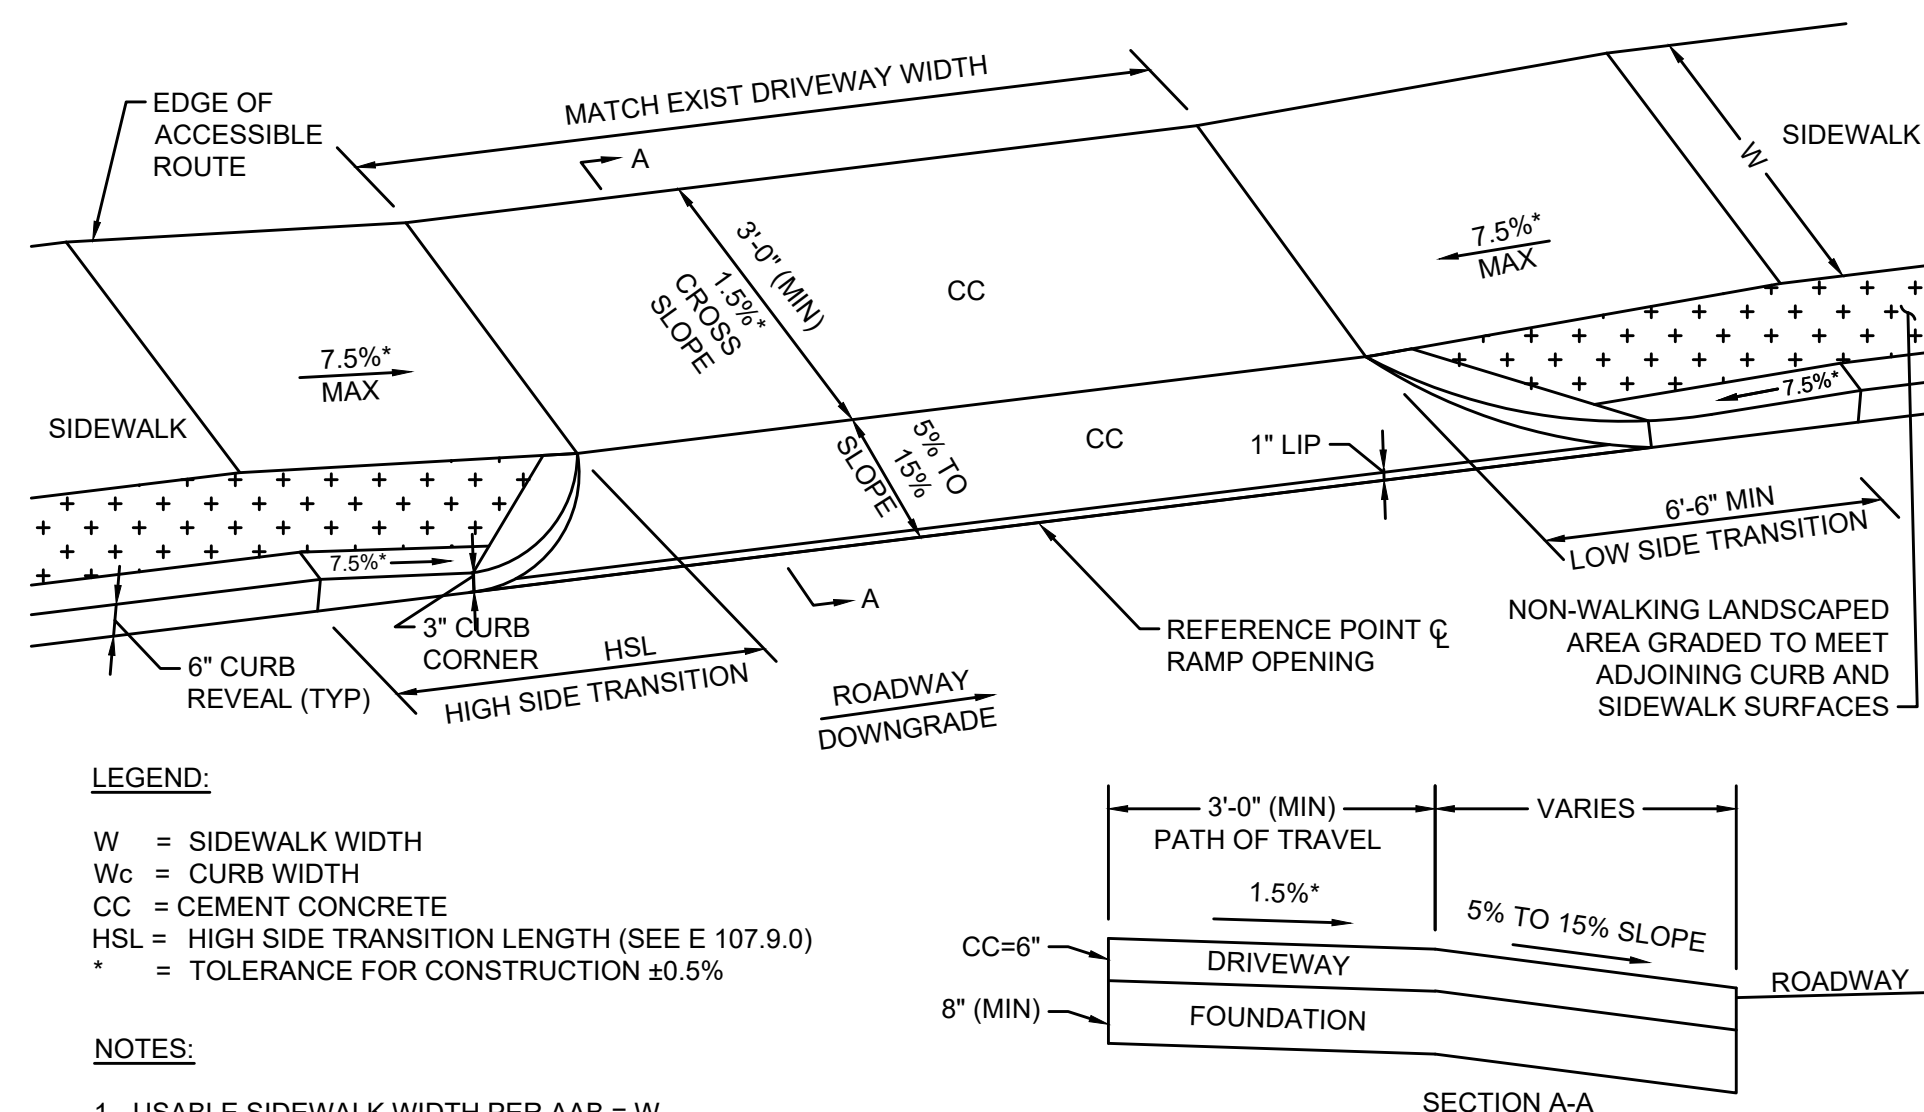 MATCH EXIST DRIVEWAY WIDTH
EDGE OF
ACCESSIBLE
ROUTE
A
SIDEWALK
W
3'-0" (MIN)
1.5%*
CROSS
SLOPE
CC
7.5%*
MAX
7.5%*
MAX
SIDEWALK
5% TO
15%
SLOPE
CC
1" LIP
7.5%*
7.5%*
6'-6" MIN
LOW SIDE TRANSITION
A
3" CURB
CORNER
6" CURB
REVEAL (TYP)
HSL
HIGH SIDE TRANSITION
ROADWAY
DOWNGRADE
REFERENCE POINT ℄
RAMP OPENING
NON-WALKING LANDSCAPED
AREA GRADED TO MEET
ADJOINING CURB AND
SIDEWALK SURFACES
LEGEND:
W = SIDEWALK WIDTH
Wc = CURB WIDTH
CC = CEMENT CONCRETE
HSL = HIGH SIDE TRANSITION LENGTH (SEE E 107.9.0)
* = TOLERANCE FOR CONSTRUCTION ±0.5%
NOTES:
1. USABLE SIDEWALK WIDTH PER AAB = W
3'-0" (MIN)
PATH OF TRAVEL
VARIES
1.5%*
5% TO 15% SLOPE
CC=6"
DRIVEWAY
8" (MIN)
FOUNDATION
ROADWAY
SECTION A-A